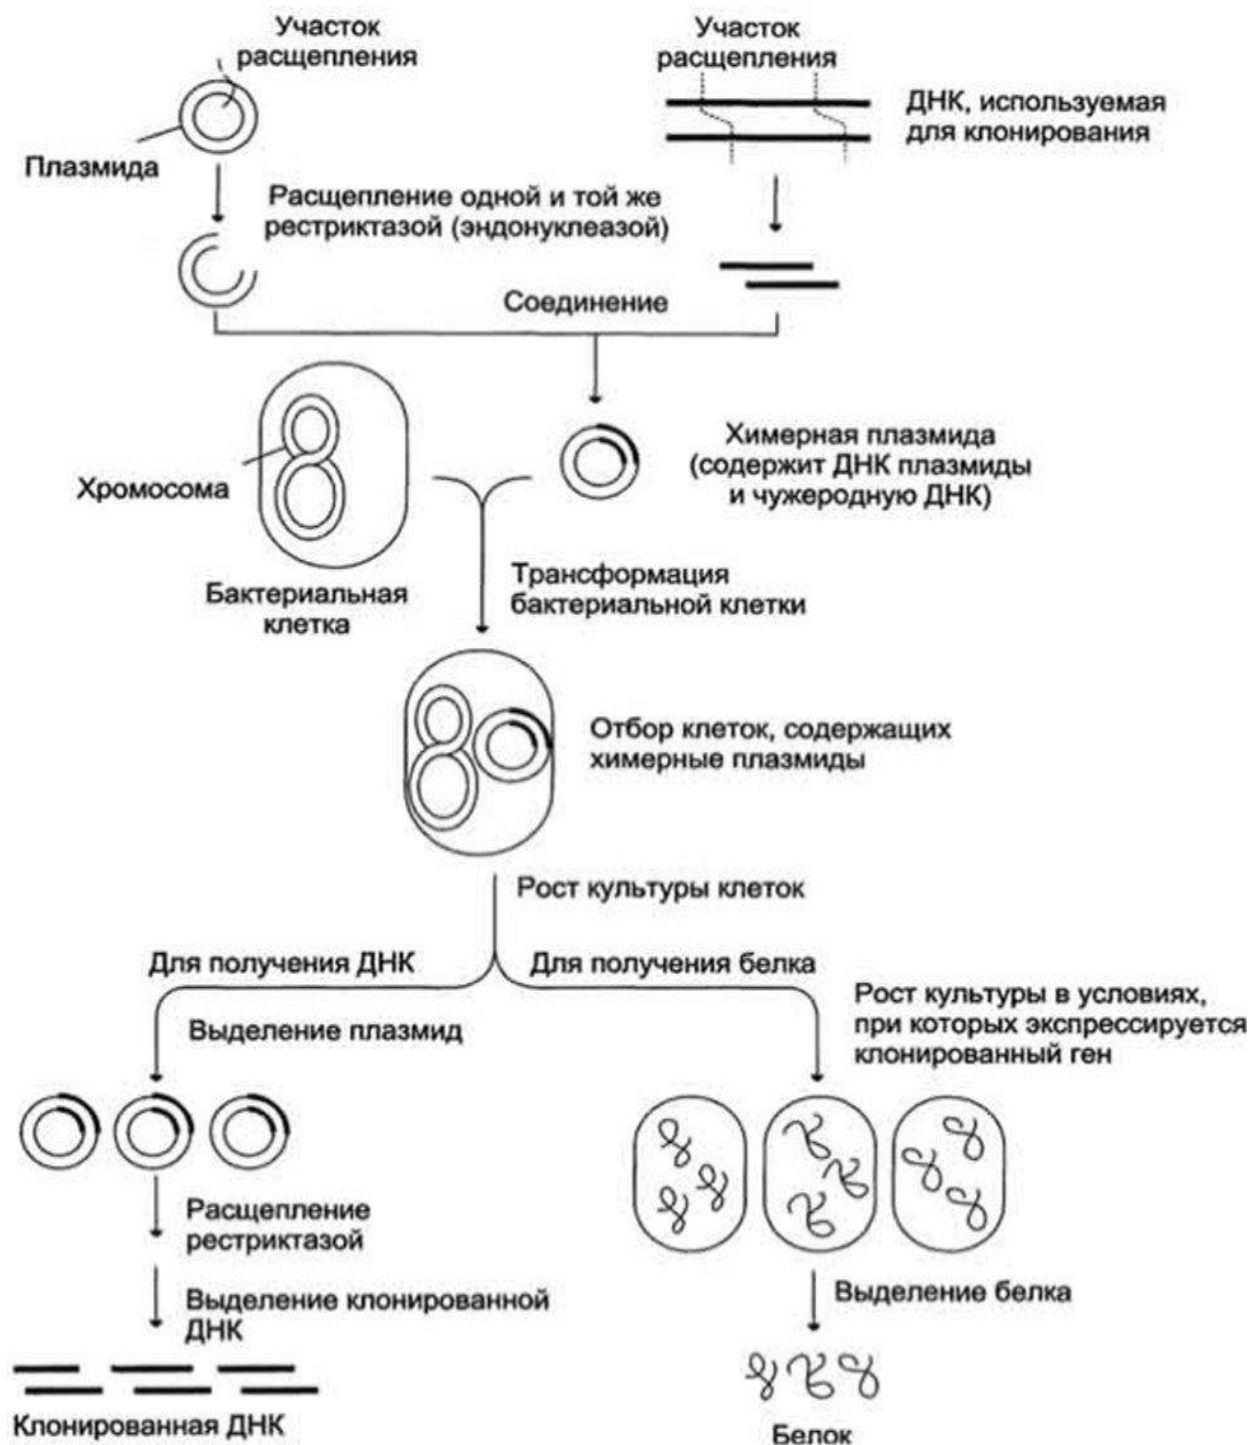 Участок
расщепления
Участок
расщепления
ДНК, используемая
для клонирования
Плазмида
Расщепление одной и той же
рестриктазой (эндонуклеазой)
Соединение
Химерная плазмида
(содержит ДНК плазмиды
и чужеродную ДНК)
Хромосома
Бактериальная
клетка
Трансформация
бактериальной клетки
Отбор клеток, содержащих
химерные плазмиды
Рост культуры клеток
Для получения ДНК
Для получения белка
Выделение плазмид
Рост культуры в условиях,
при которых экспрессируется
клонированный ген
Расщепление
рестриктазой
Выделение клонированной
ДНК
Клонированная ДНК
Выделение белка
Белок